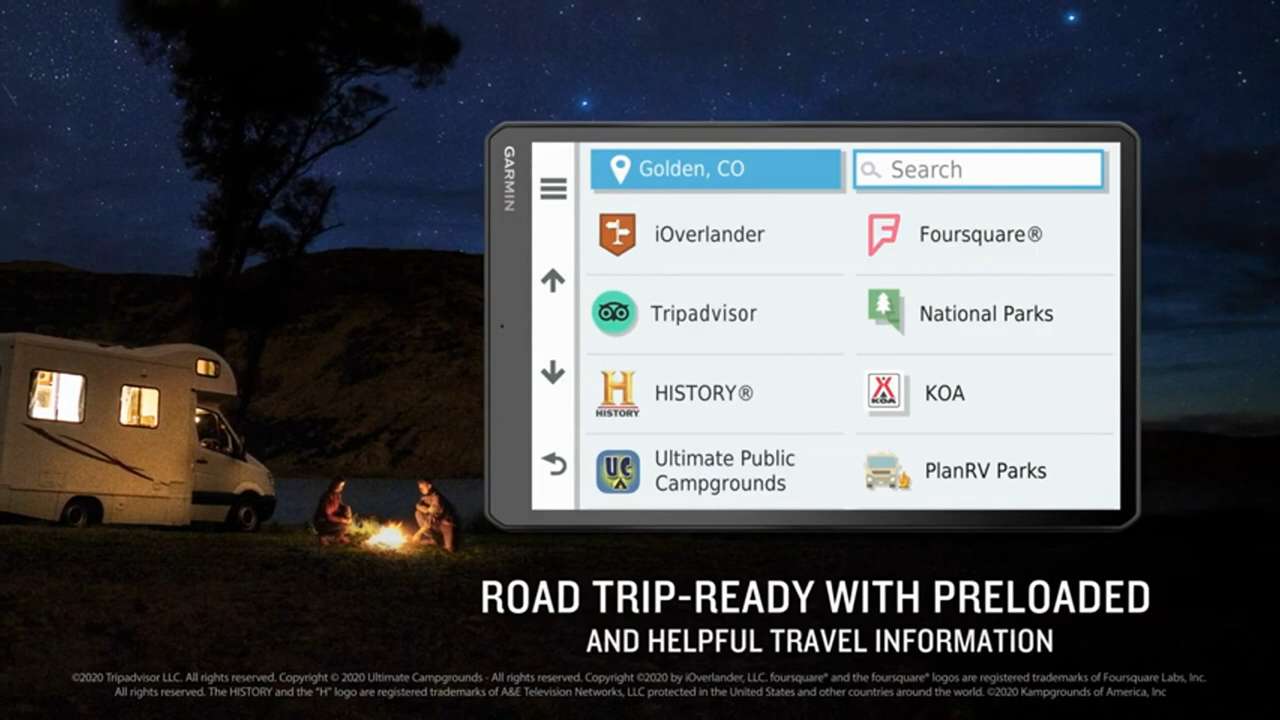 GARMIN
Golden, CO
Search
iOverlander
Foursquare®
Tripadvisor
National Parks
HISTORY
HISTORY®
KOA
KOA
UC
Ultimate Public
Campgrounds
PlanRV Parks
ROAD TRIP-READY WITH PRELOADED
AND HELPFUL TRAVEL INFORMATION
©2020 Tripadvisor LLC. All rights reserved. Copyright © 2020 Ultimate Campgrounds - All rights reserved. Copyright ©2020 by iOverlander, LLC. foursquare® and the foursquare® logos are registered trademarks of Foursquare Labs, Inc.
All rights reserved. The HISTORY and the "H" logo are registered trademarks of A&E Television Networks, LLC protected in the United States and other countries around the world. ©2020 Kampgrounds of America, Inc